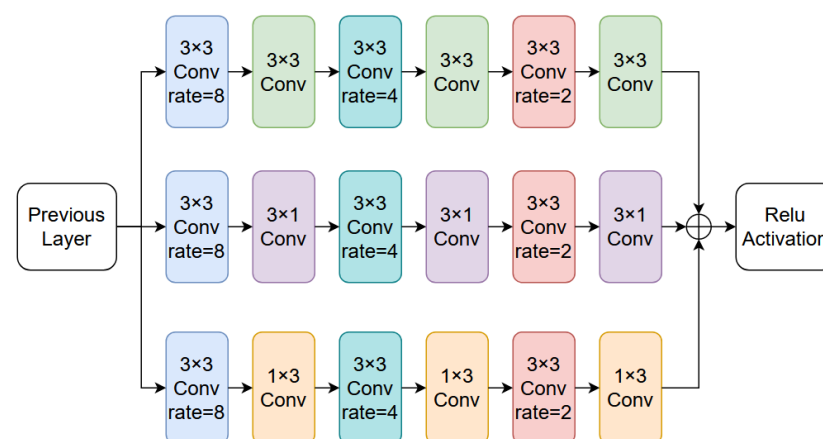 3×3
Conv
rate=8
3×3
Conv
3×3
Conv
rate=4
3×3
Conv
3×3
Conv
rate=2
3×3
Conv
Previous
Layer
3×3
Conv
rate=8
3×1
Conv
3×3
Conv
rate=4
3×1
Conv
3×3
Conv
rate=2
3×1
Conv
Relu
Activation
3×3
Conv
rate=8
1×3
Conv
3×3
Conv
rate=4
1×3
Conv
3×3
Conv
rate=2
1×3
Conv